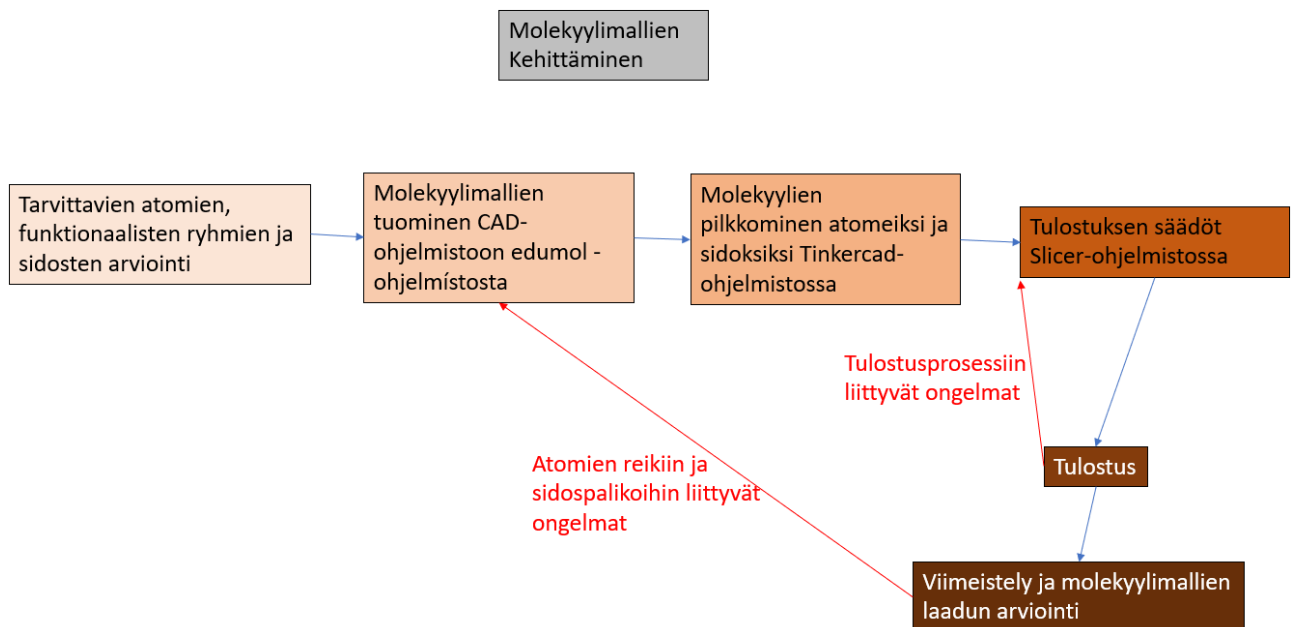 Molekyylimallien
Kehittäminen
Tarvittavien atomien,
funktionaalisten ryhmien ja
sidosten arviointi
Molekyylimallien
tuominen CAD-
ohjelmistoon edumol -
ohjelmístosta
Molekyylien
pilkkominen atomeiksi ja
sidoksiksi Tinkercad-
ohjelmistossa
Tulostuksen säädöt
Slicer-ohjelmistossa
Tulostusprosessiin
liittyvät ongelmat
Atomien reikiin ja
sidospalikoihin liittyvät
ongelmat
Tulostus
Viimeistely ja molekyylimallien
laadun arviointi